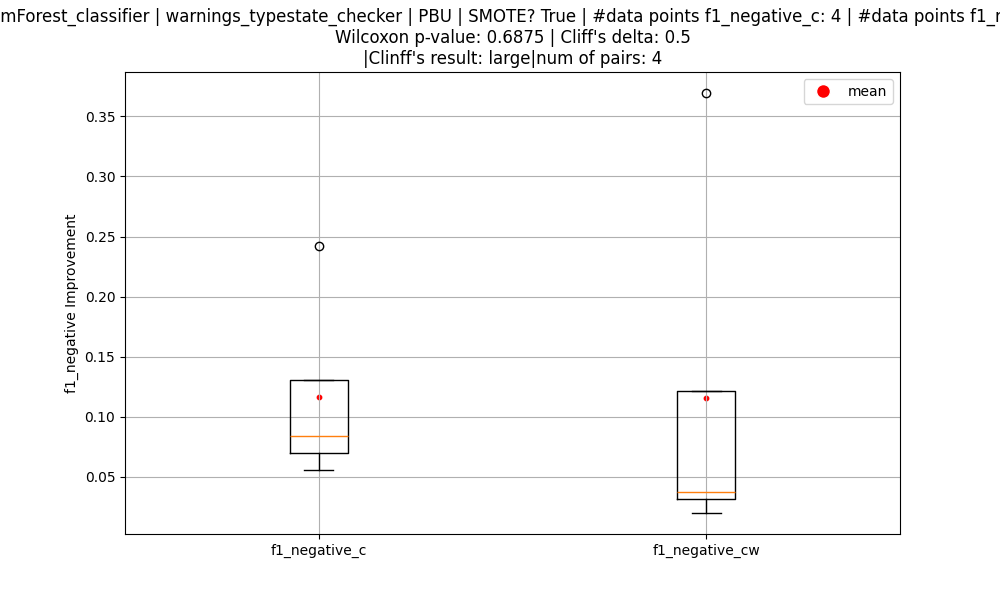 mForest_classifier | warnings_typestate_checker | PBU | SMOTE? True | #data points f1_negative_c: 4 | #data points
Wilcoxon p-value: 0.6875 | Cliff's delta: 0.5
|Clinff's result: large|num of pairs: 4
mean
0.35
0.30
0.25
0.20
0.15
0.10
0.05
f1_negative Improvement
f1_negative_c
f1_negative_cw